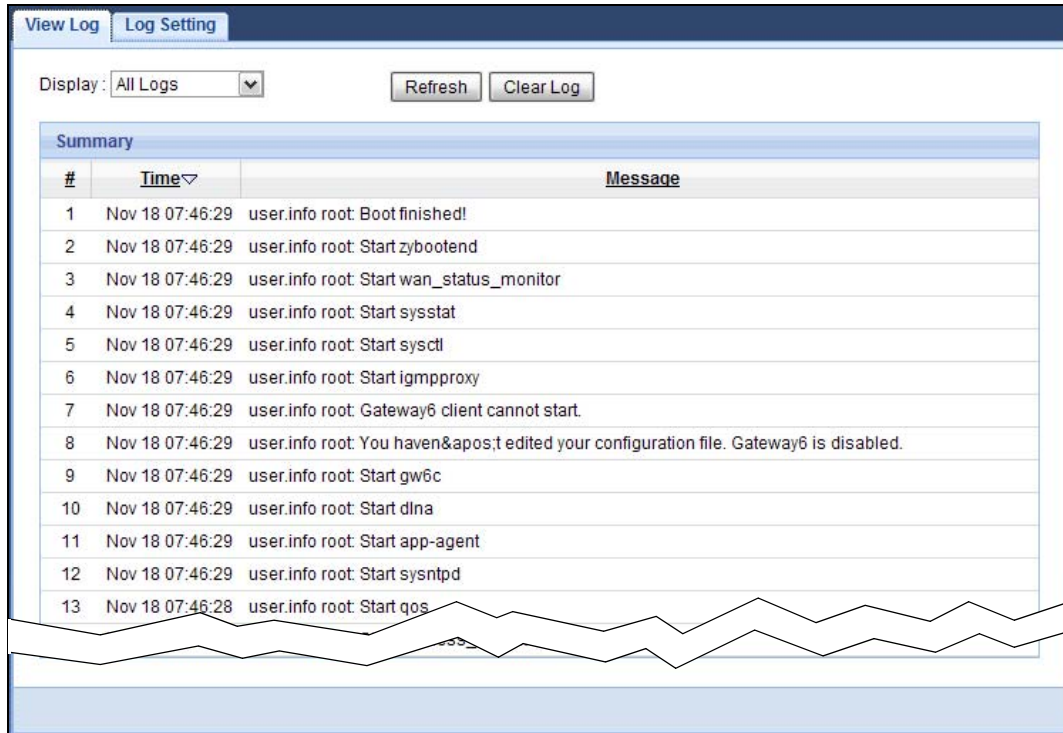 View Log Log Setting
Display : All Logs Refresh Clear Log
Summary
# Time Message
1 Nov 18 07:46:29 user.info root: Boot finished!
2 Nov 18 07:46:29 user.info root: Start zybootend
3 Nov 18 07:46:29 user.info root: Start wan_status_monitor
4 Nov 18 07:46:29 user.info root: Start sysstat
5 Nov 18 07:46:29 user.info root: Start sysctl
6 Nov 18 07:46:29 user.info root: Start igmpproxy
7 Nov 18 07:46:29 user.info root: Gateway6 client cannot start.
8 Nov 18 07:46:29 user.info root: You haven&apos;t edited your configuration file. Gateway6 is disabled.
9 Nov 18 07:46:29 user.info root: Start gw6c
10 Nov 18 07:46:29 user.info root: Start dlna
11 Nov 18 07:46:29 user.info root: Start app-agent
12 Nov 18 07:46:29 user.info root: Start sysntpd
13 Nov 18 07:46:28 user.info root: Start qos